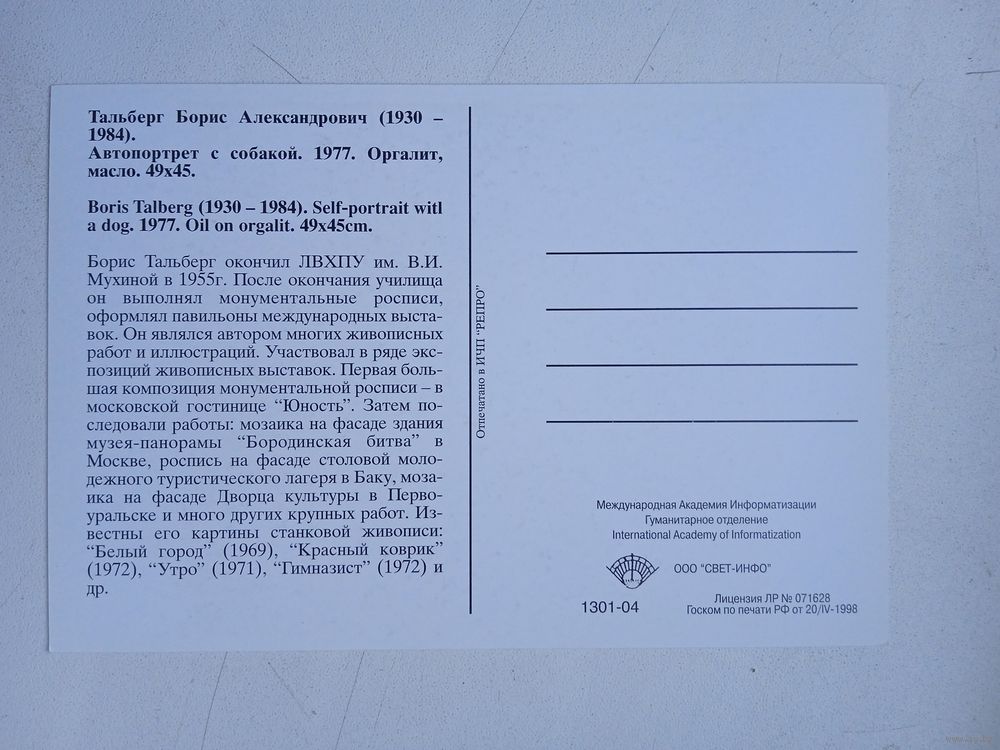 Тальберг Борис Александрович (1930 –
1984).
Автопортрет с собакой. 1977. Оргалит,
масло. 49х45.
Boris Talberg (1930 – 1984). Self-portrait witl
a dog. 1977. Oil on orgalit. 49x45cm.
Борис Тальберг окончил ЛВХПУ им. В.И.
Мухиной в 1955г. После окончания училища
он выполнял монументальные росписи,
оформлял павильоны международных выста-
вок. Он являлся автором многих живописных
работ и иллюстраций. Участвовал в ряде экс-
позиций живописных выставок. Первая боль-
шая композиция монументальной росписи – в
московской гостинице “Юность”. Затем по-
следовали работы: мозаика на фасаде здания
музея-панорамы “Бородинская битва” в
Москве, роспись на фасаде столовой моло-
дежного туристического лагеря в Баку, моза-
ика на фасаде Дворца культуры в Перво-
уральске и много других крупных работ. Из-
вестны его картины станковой живописи:
“Белый город” (1969), “Красный коврик”
(1972), “Утро” (1971), “Гимназист” (1972) и
др.
Отпечатано в ИЧП “РЕПРО”
Международная Академия Информатизации
Гуманитарное отделение
International Academy of Informatization
ООО “СВЕТ-ИНФО”
1301-04
Лицензия ЛР № 071628
Госком по печати РФ от 20/IV-1998